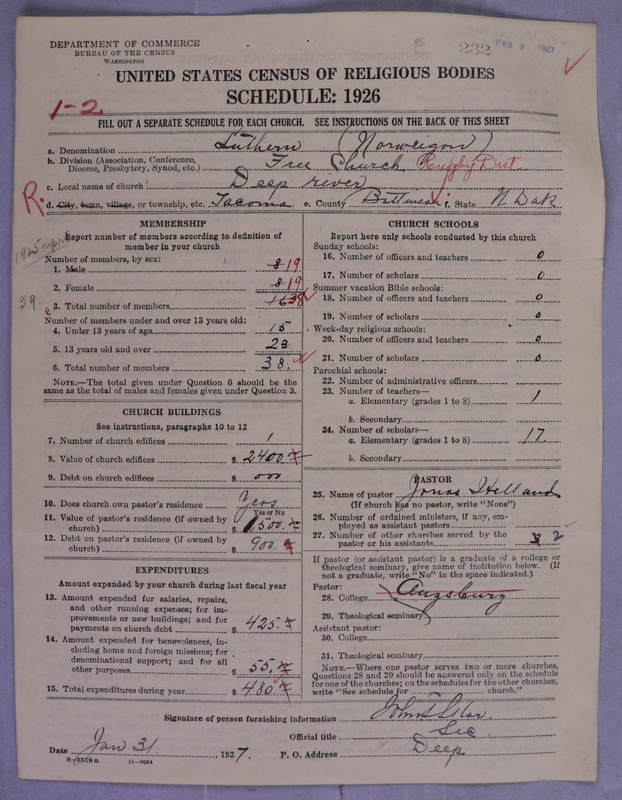 DEPARTMENT OF COMMERCE
BUREAU OF THE CENSUS
WASHINGTON
232 FEB 1927
UNITED STATES CENSUS OF RELIGIOUS BODIES
SCHEDULE: 1926
1-2
FILL OUT A SEPARATE SCHEDULE FOR EACH CHURCH. SEE INSTRUCTIONS ON THE BACK OF THIS SHEET
a. Denomination Luthern (Norweigon)
b. Division (Association, Conference, Diocese, Presbytery, Synod, etc.) Free Church Rugby Dist.
c. Local name of church Deep river
R. d. City, town, village, or township, etc. Tacoma e. County f. State. N Dak
MEMBERSHIP
Report number of members according to definition of
member in your church
Number of members, by sex:
1. Male 8 19
2. Female 8 19
39 3. Total number of members 16 38
Number of members under and over 13 years old:
4. Under 13 years of age 15
5. 13 years old and over 23
6. Total number of members 38.
NOTE.—The total given under Question 6 should be the
same as the total of males and females given under Question 3.
CHURCH BUILDINGS
See instructions, paragraphs 10 to 12
7. Number of church edifices 1
8. Value of church edifices $ 2400
9. Debt on church edifices $ 000
10. Does church own pastor's residence Yes
Yes or No
11. Value of pastor's residence (if owned by
church) $ 1500.
12. Debt on pastor's residence (if owned by
church) $ 900.
EXPENDITURES
Amount expended by your church during last fiscal year
13. Amount expended for salaries, repairs,
and other running expenses; for im-
provements or new buildings; and for
payments on church debt $ 425.
14. Amount expended for benevolences, in-
cluding home and foreign missions; for
denominational support; and for all
other purposes $ 55.
15. Total expenditures during year $ 480.
CHURCH SCHOOLS
Report here only schools conducted by this church
Sunday schools:
16. Number of officers and teachers 0
17. Number of scholars 0
Summer vacation Bible schools:
18. Number of officers and teachers 0
19. Number of scholars 0
Week-day religious schools:
20. Number of officers and teachers 0
21. Number of scholars 0
Parochial schools:
22. Number of administrative officers
23. Number of teachers—
a. Elementary (grades 1 to 8) 1
b. Secondary
24. Number of scholars—
a. Elementary (grades 1 to 8) 17
b. Secondary
PASTOR
25. Name of pastor Jonas Helland
(If church has no pastor, write "None")
26. Number of ordained ministers, if any, em-
ployed as assistant pastors
27. Number of other churches served by the
pastor or his assistants 2
If pastor (or assistant pastor) is a graduate of a college or
theological seminary, give name of institution below. (If
not a graduate, write "No" in the space indicated.)
Pastor:
28. College Augsburg
29. Theological seminary
Assistant pastor:
30. College
31. Theological seminary
NOTE.—Where one pastor serves two or more churches,
Questions 28 and 29 should be answered only on the schedule
for one of the churches; on the schedules for the other churches,
write "See schedule for church."
Signature of person furnishing information
Official title Sec
Date Jan 31, 1927. P. O. Address Deep
8-5518a 11-9064